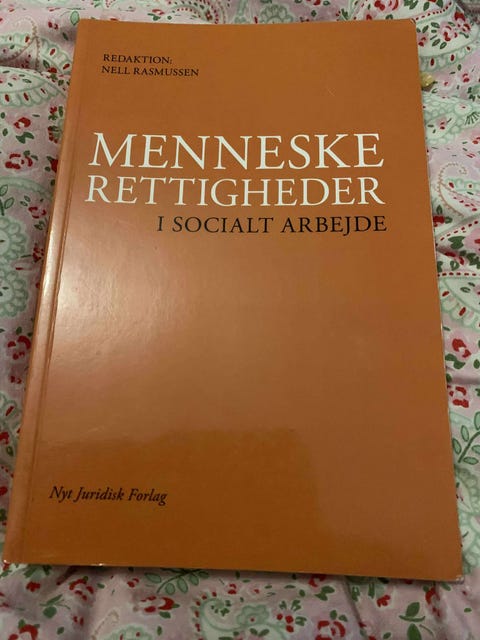 REDAKTION:
NELL RASMUSSEN
MENNESKE
RETTIGHEDER
I SOCIALT ARBEJDE
Nyt Juridisk Forlag